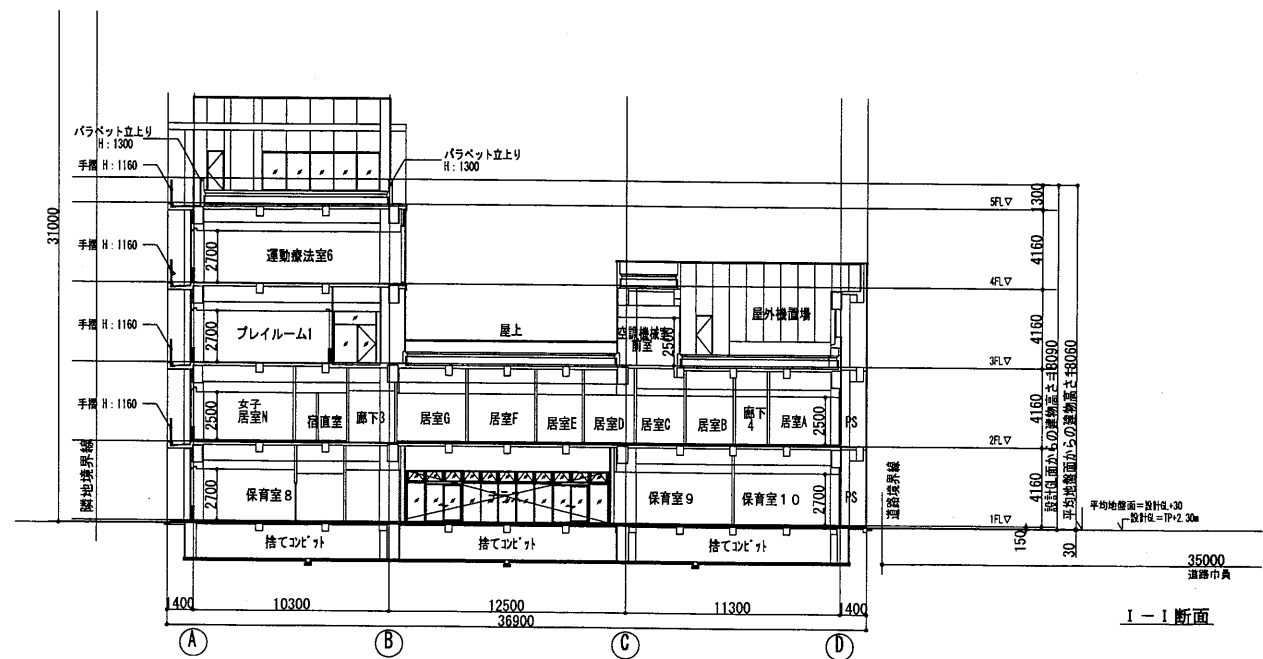 パラペット立上り
H：1300
手摺 H：1160
パラペット立上り
H：1300
5FL▽
1300
31000
手摺 H：1160
2700
運動療法室6
4160
4FL▽
手摺 H：1160
2700
プレイルーム1
屋上
空調機械室
前室
2500
屋外機置場
4160
3FL▽
手摺 H：1160
2500
女子
居室N
宿直室
廊下3
居室G
居室F
居室E
居室D
居室C
居室B
廊下
4
居室A
2500
PS
4160
2FL▽
隣地境界線
2700
保育室8
保育室9
保育室10
2700
PS
道路境界線
4160
1FL▽
設計GL面からの建物高さ=18090
平均地盤面からの建物高さ=18060
平均地盤面=設計GL+30
設計GL=TP+2.30m
150
30
捨てコンピット
捨てコンピット
捨てコンピット
35000
道路巾員
1400
10300
12500
11300
1400
36900
A
B
C
D
I－I断面